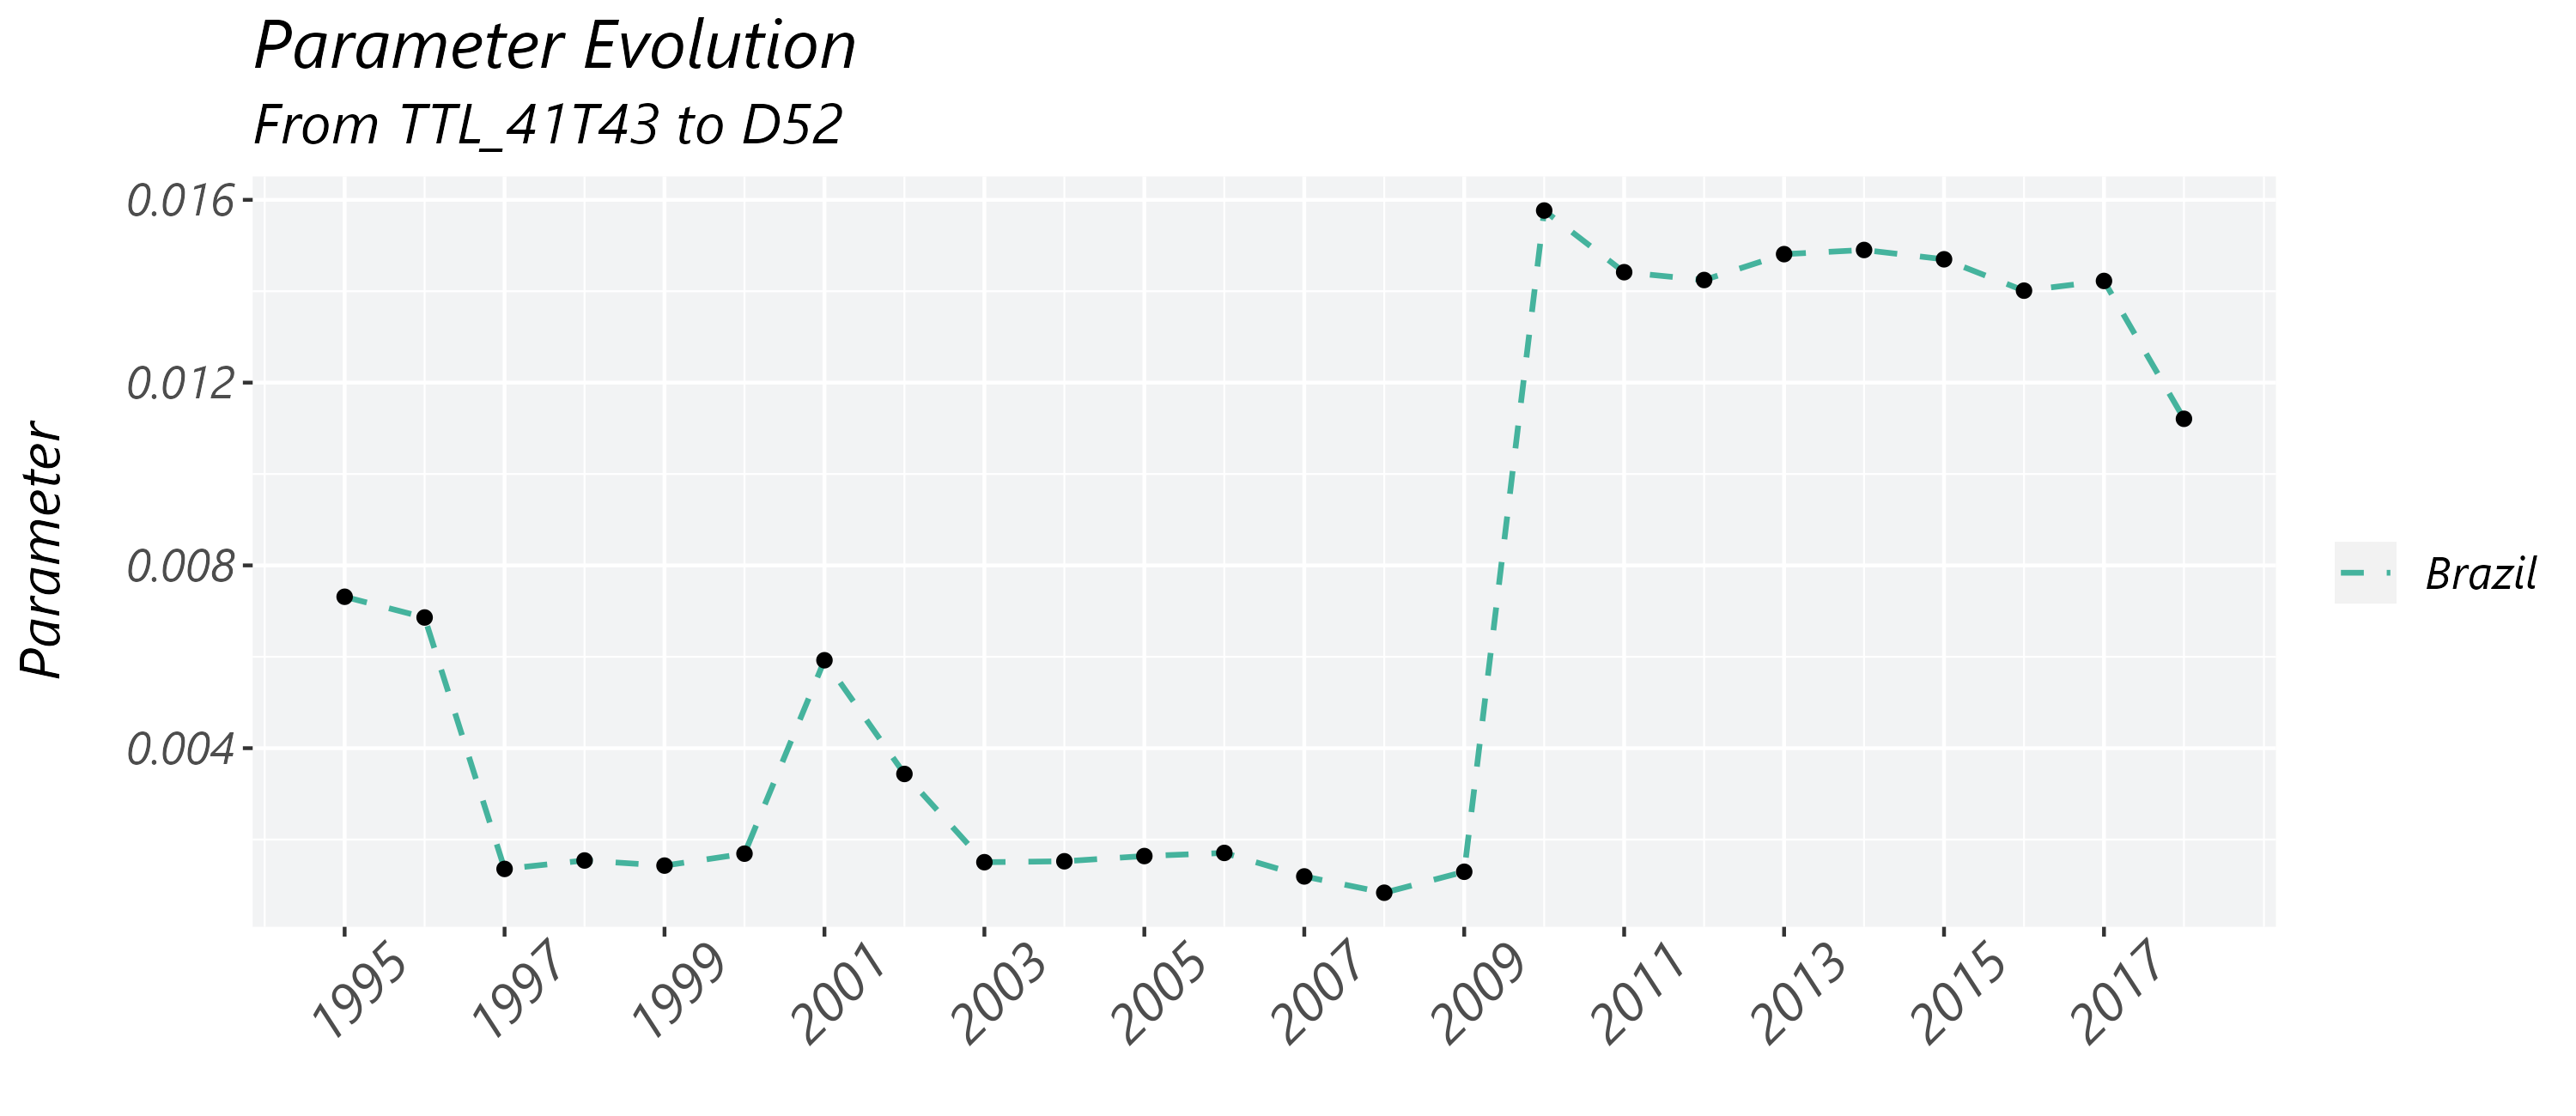 Parameter Evolution
From TTL_41T43 to D52
Parameter
0.016
0.012
0.008
0.004
1995 1997 1999 2001 2003 2005 2007 2009 2011 2013 2015 2017
Brazil